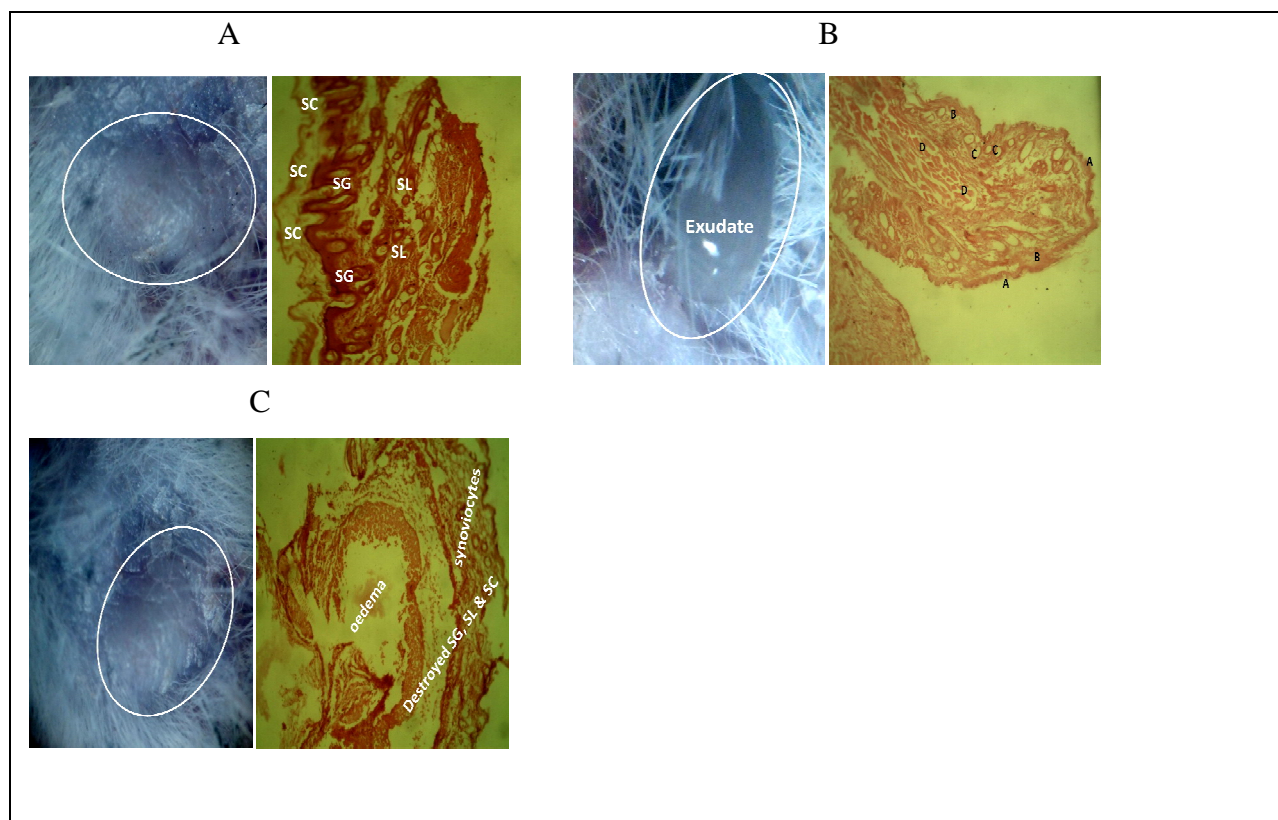 A
B
SC
SC
SG
SL
SC
SL
SG
Exudate
B
D
C
C
A
D
B
A
C
synoviocytes
oedema
Destroyed SG, SL & SC